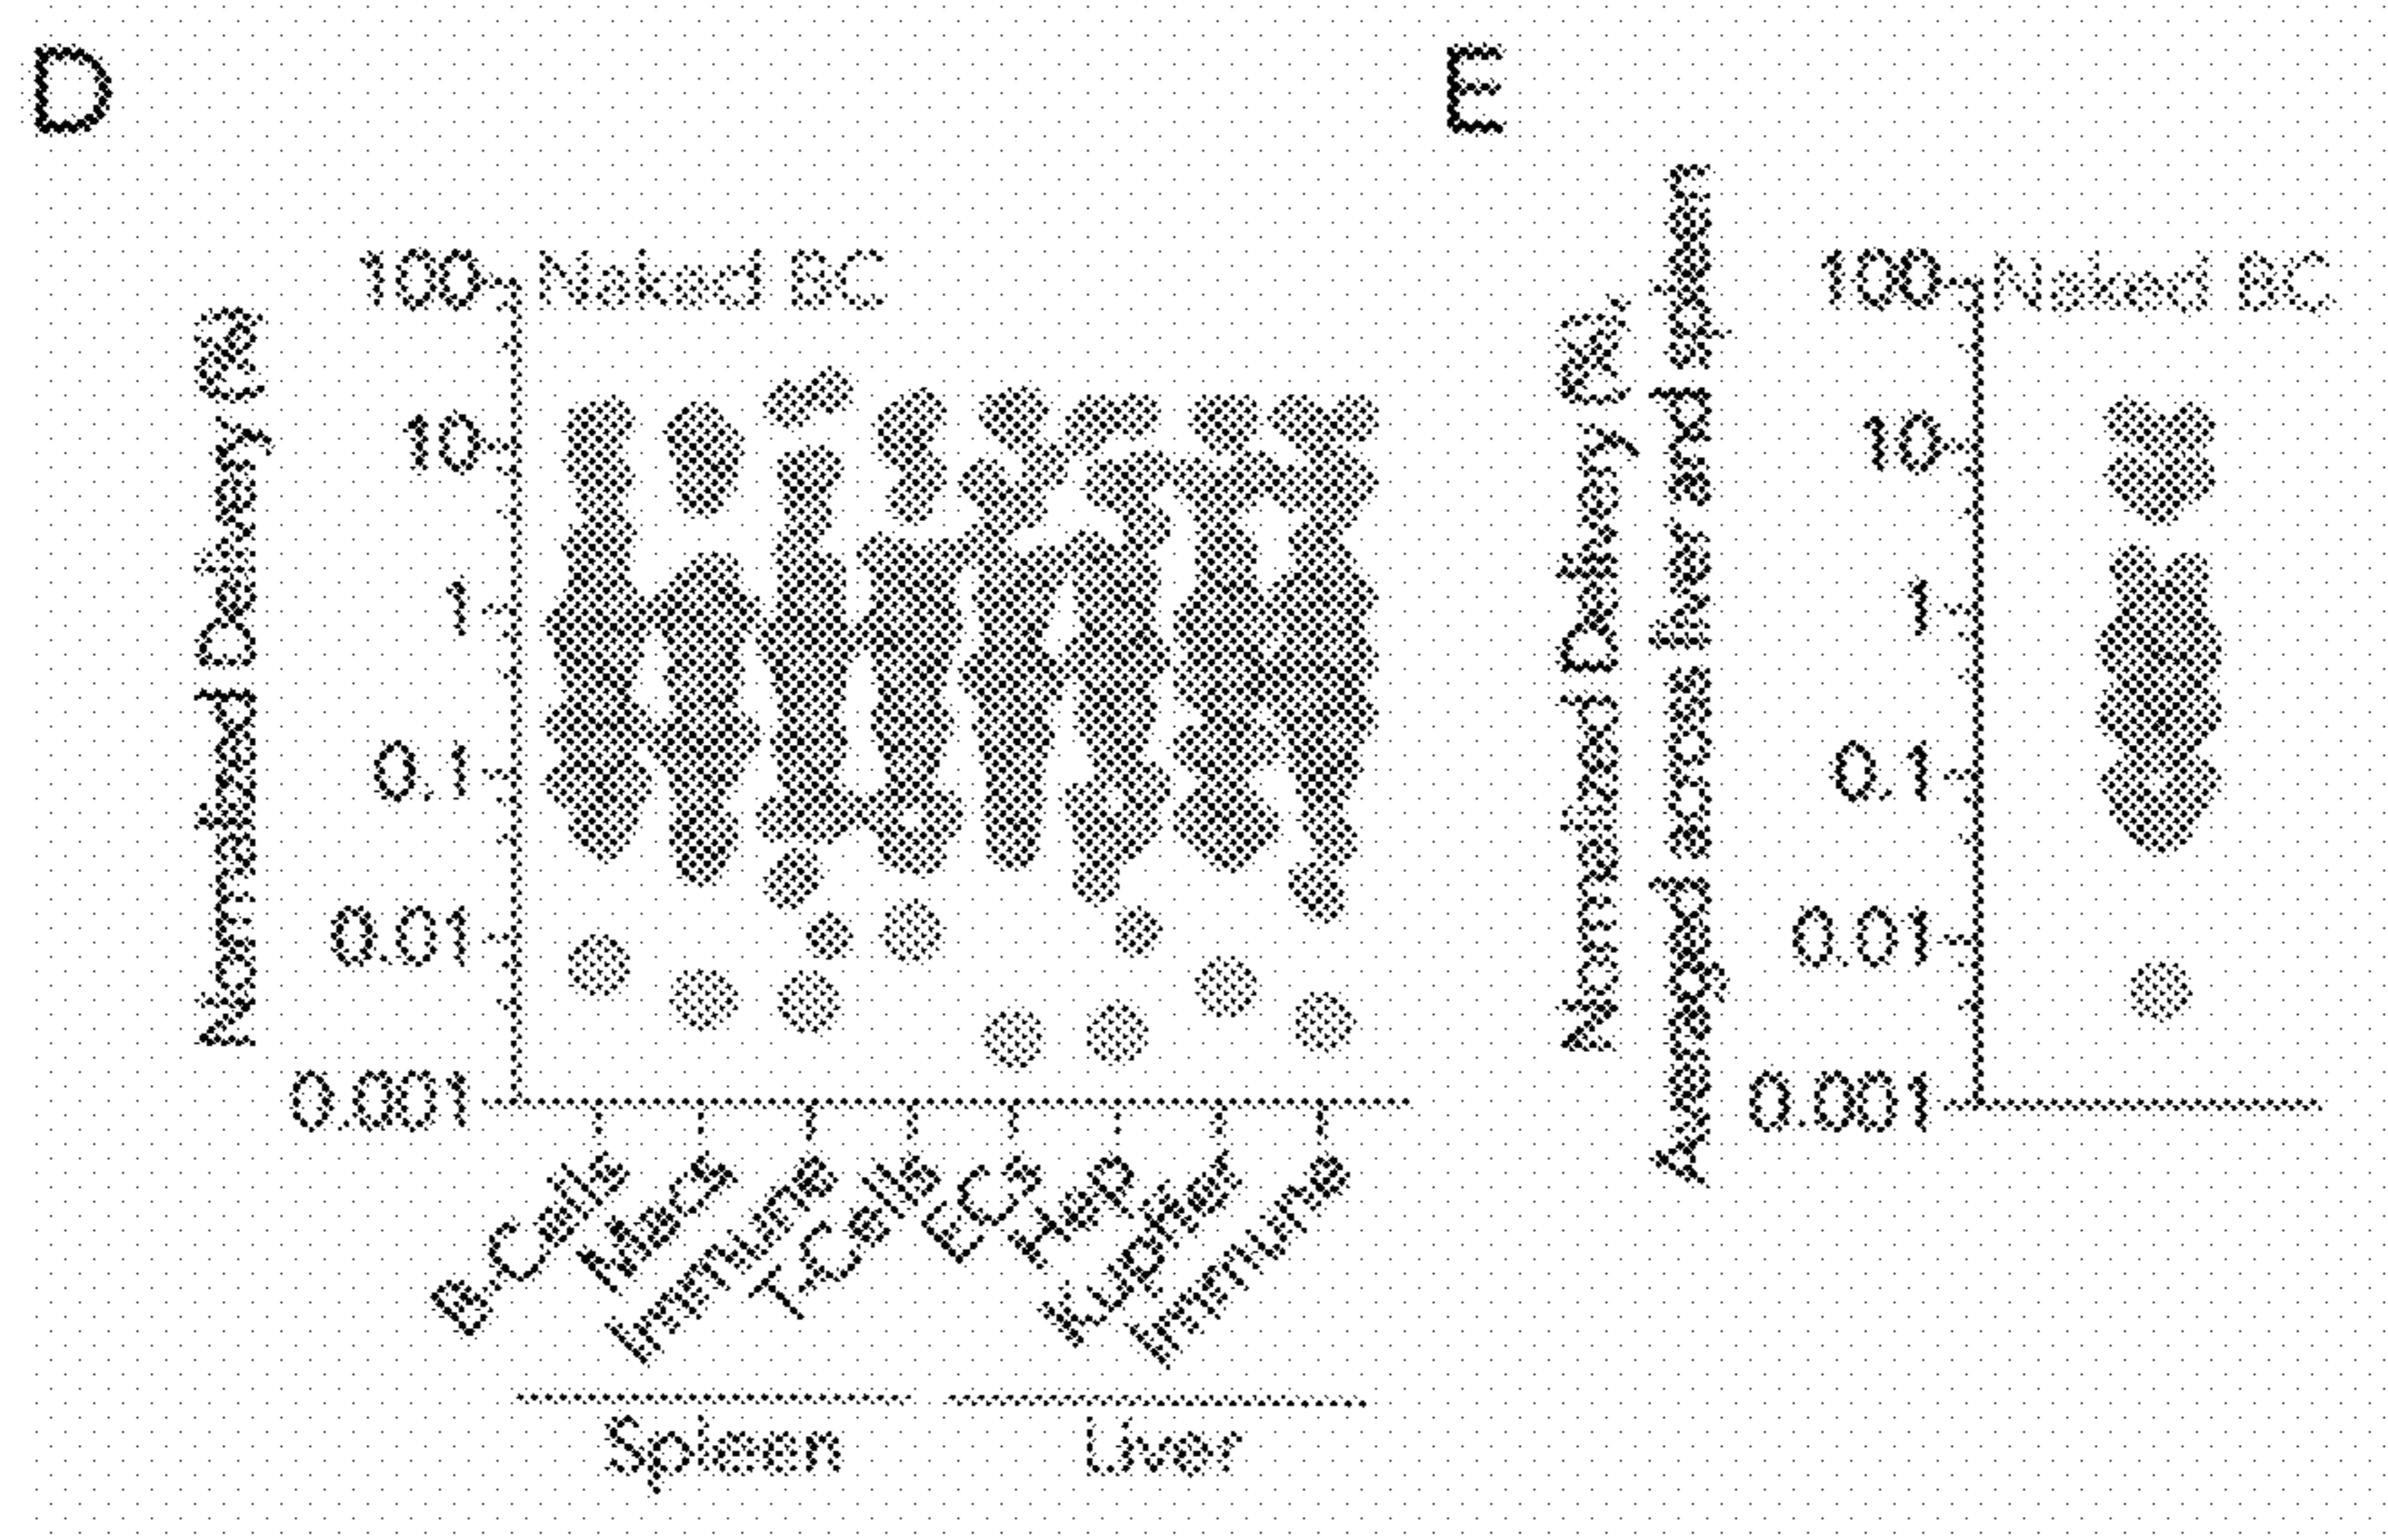 D
Normalized Delivery (%)
100
10
1
0.1
0.01
0.001
Naked BC
B-Cells
Macs
Immune
T-Cells
ECs
Hep
Kupffer
Immune
Spleen
Liver
E
Normalized Delivery (%),
Averaged across liver and spleen
100
10
1
0.1
0.01
0.001
Naked BC